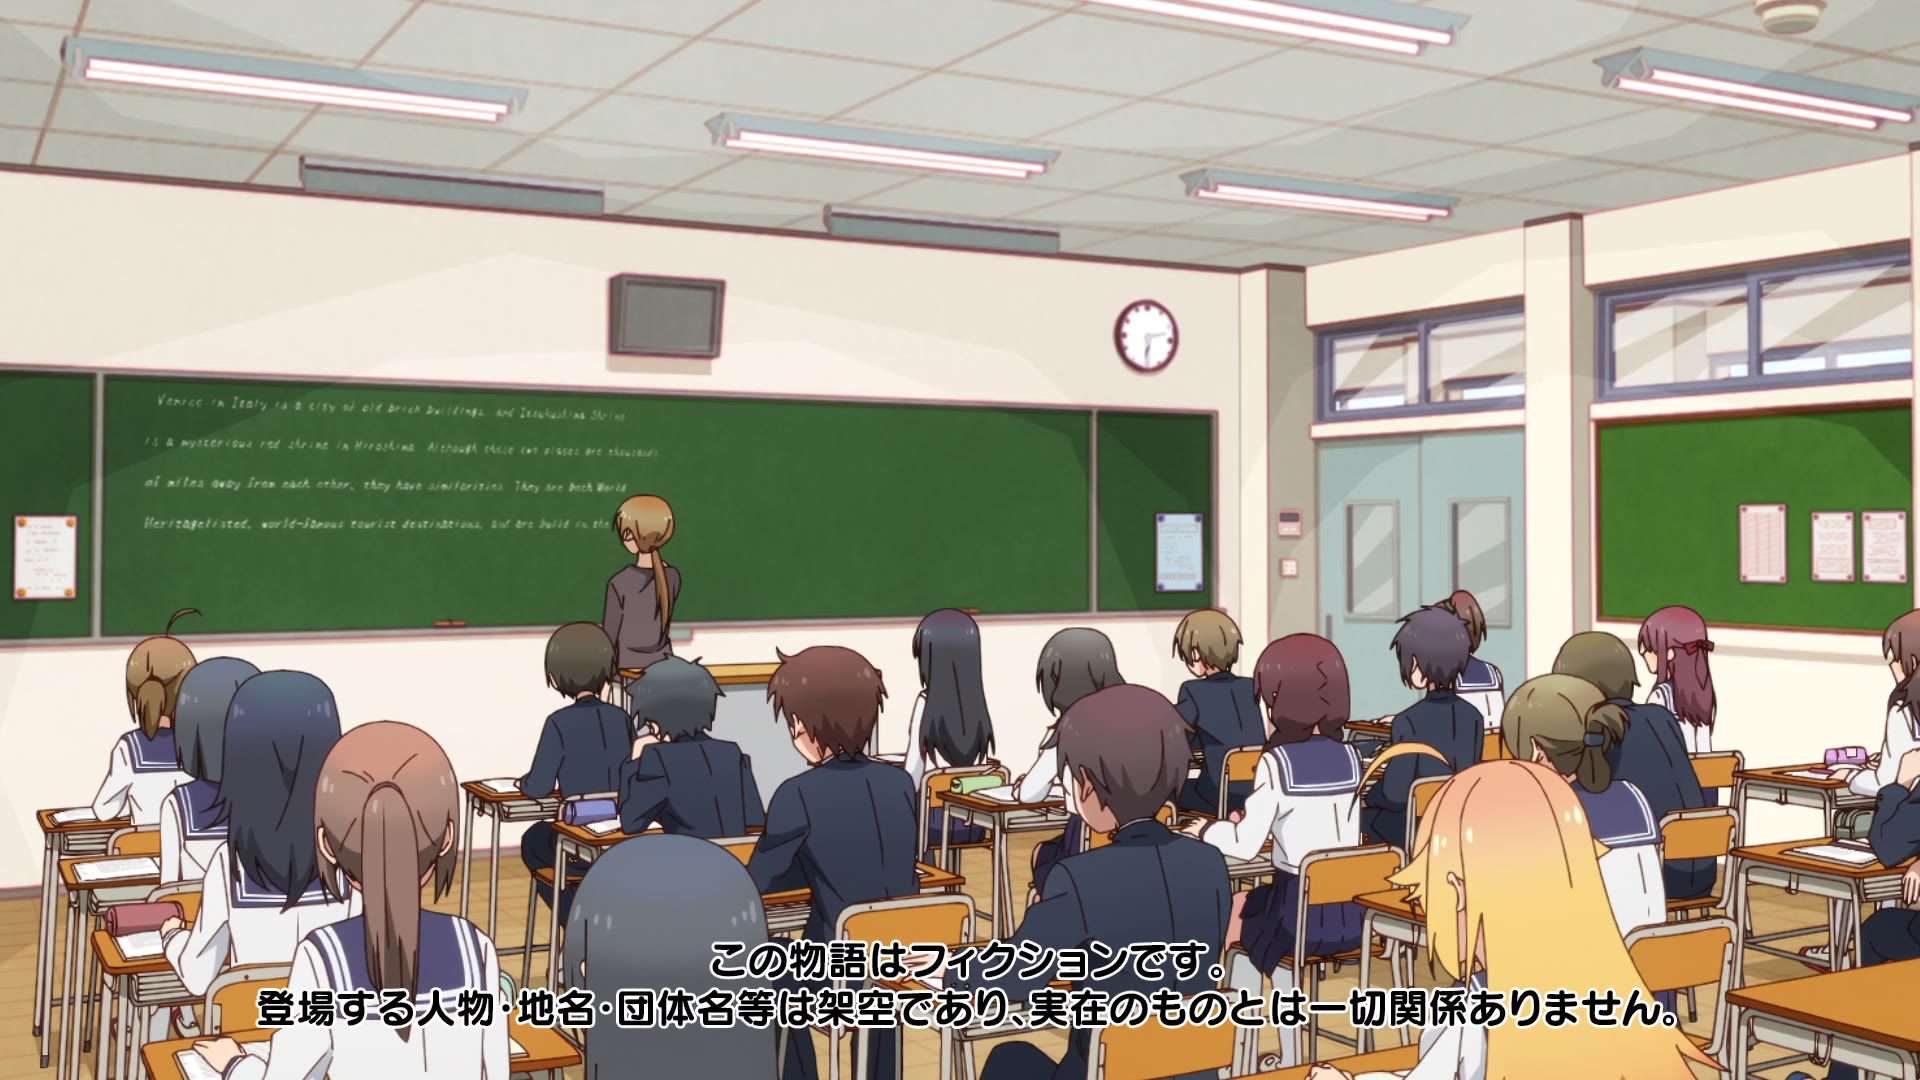 Venice in Italy is a city of old brick buildings, and Itsukushima Shrine
is a mysterious red shrine in Hiroshima. Although these two places are thousands
of miles away from each other, they have similarities. They are both World
Heritagelisted, world-famous tourist destinations, and are build in the
この物語はフィクションです。
登場する人物・地名・団体名等は架空であり、実在のものとは一切関係ありません。